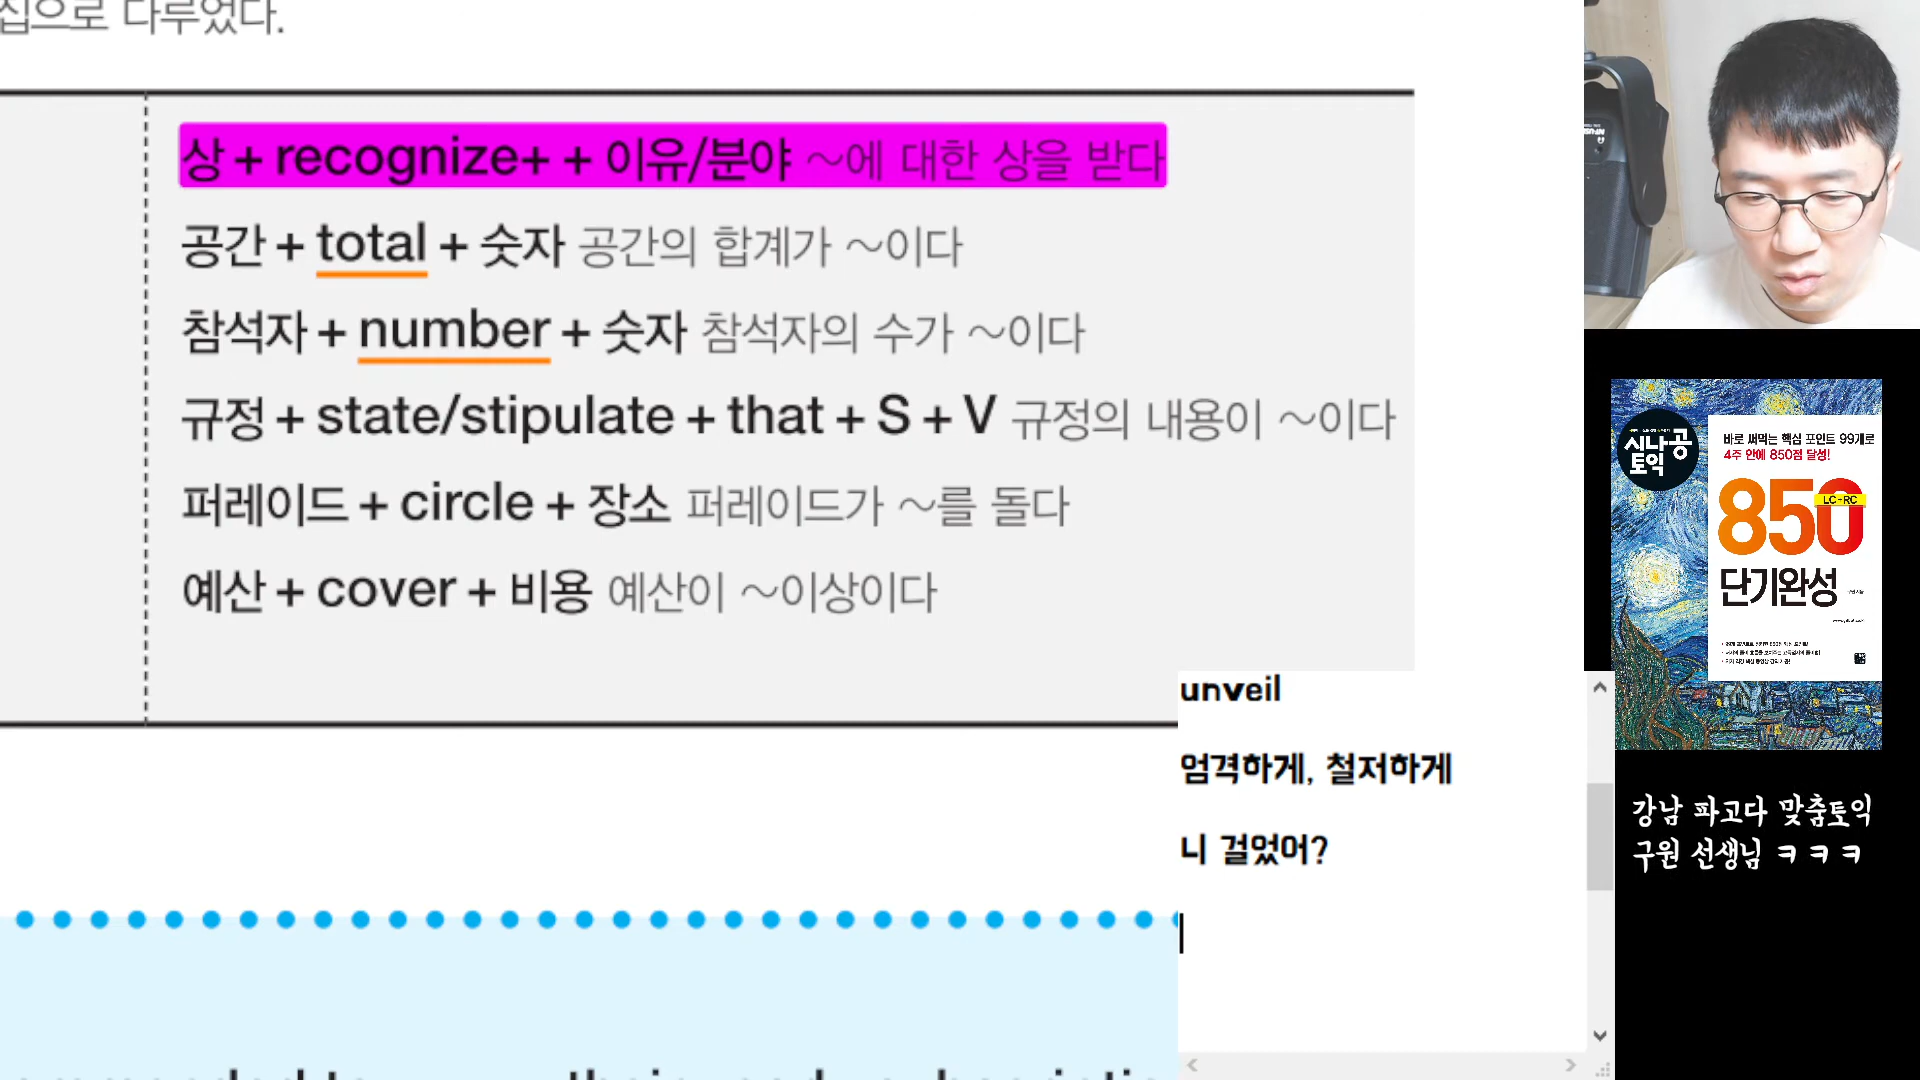 집으로 다루었다.
상 + recognize+ + 이유/분야 ~에 대한 상을 받다
공간 + total + 숫자 공간의 합계가 ~이다
참석자 + number + 숫자 참석자의 수가 ~이다
규정 + state/stipulate + that + S + V 규정의 내용이 ~이다
퍼레이드 + circle + 장소 퍼레이드가 ~를 돌다
예산 + cover + 비용 예산이 ~이상이다
unveil
엄격하게, 철저하게
니 걸었어?
시나공
토익
바로 써먹는 핵심 포인트 99개로
4주 안에 850점 달성!
850
LC+RC
단기완성
강남 파고다 맞춤토익
구원 선생님 ㅋㅋㅋ